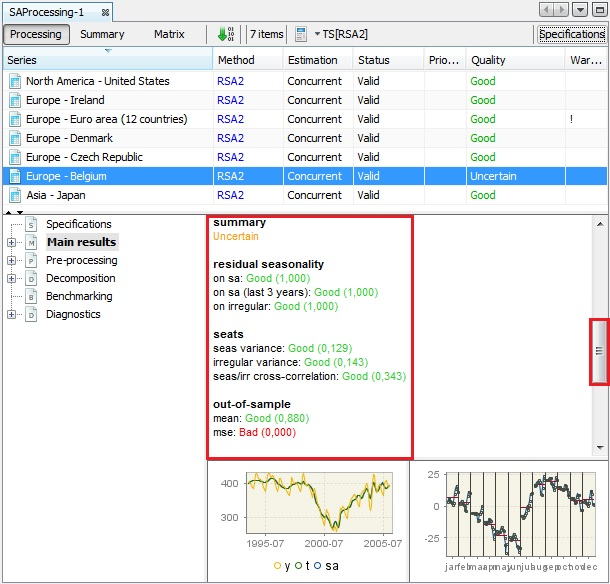 SAProcessing-1
Processing Summary Matrix 7 items TS[RSA2] Specifications
Series Method Estimation Status Prio... Quality War...
North America - United States RSA2 Concurrent Valid Good
Europe - Ireland RSA2 Concurrent Valid Good
Europe - Euro area (12 countries) RSA2 Concurrent Valid Good !
Europe - Denmark RSA2 Concurrent Valid Good
Europe - Czech Republic RSA2 Concurrent Valid Good
Europe - Belgium RSA2 Concurrent Valid Uncertain
Asia - Japan RSA2 Concurrent Valid Good
S Specifications
M Main results
P Pre-processing
D Decomposition
B Benchmarking
D Diagnostics
summary
Uncertain
residual seasonality
on sa: Good (1,000)
on sa (last 3 years): Good (1,000)
on irregular: Good (1,000)
seats
seas variance: Good (0,129)
irregular variance: Good (0,143)
seas/irr cross-correlation: Good (0,343)
out-of-sample
mean: Good (0,880)
mse: Bad (0,000)
400
300
1995-07 2000-07 2005-07
y t sa
25
0
-25
jarfelmaaapmajunjulaugsepoctnovdec